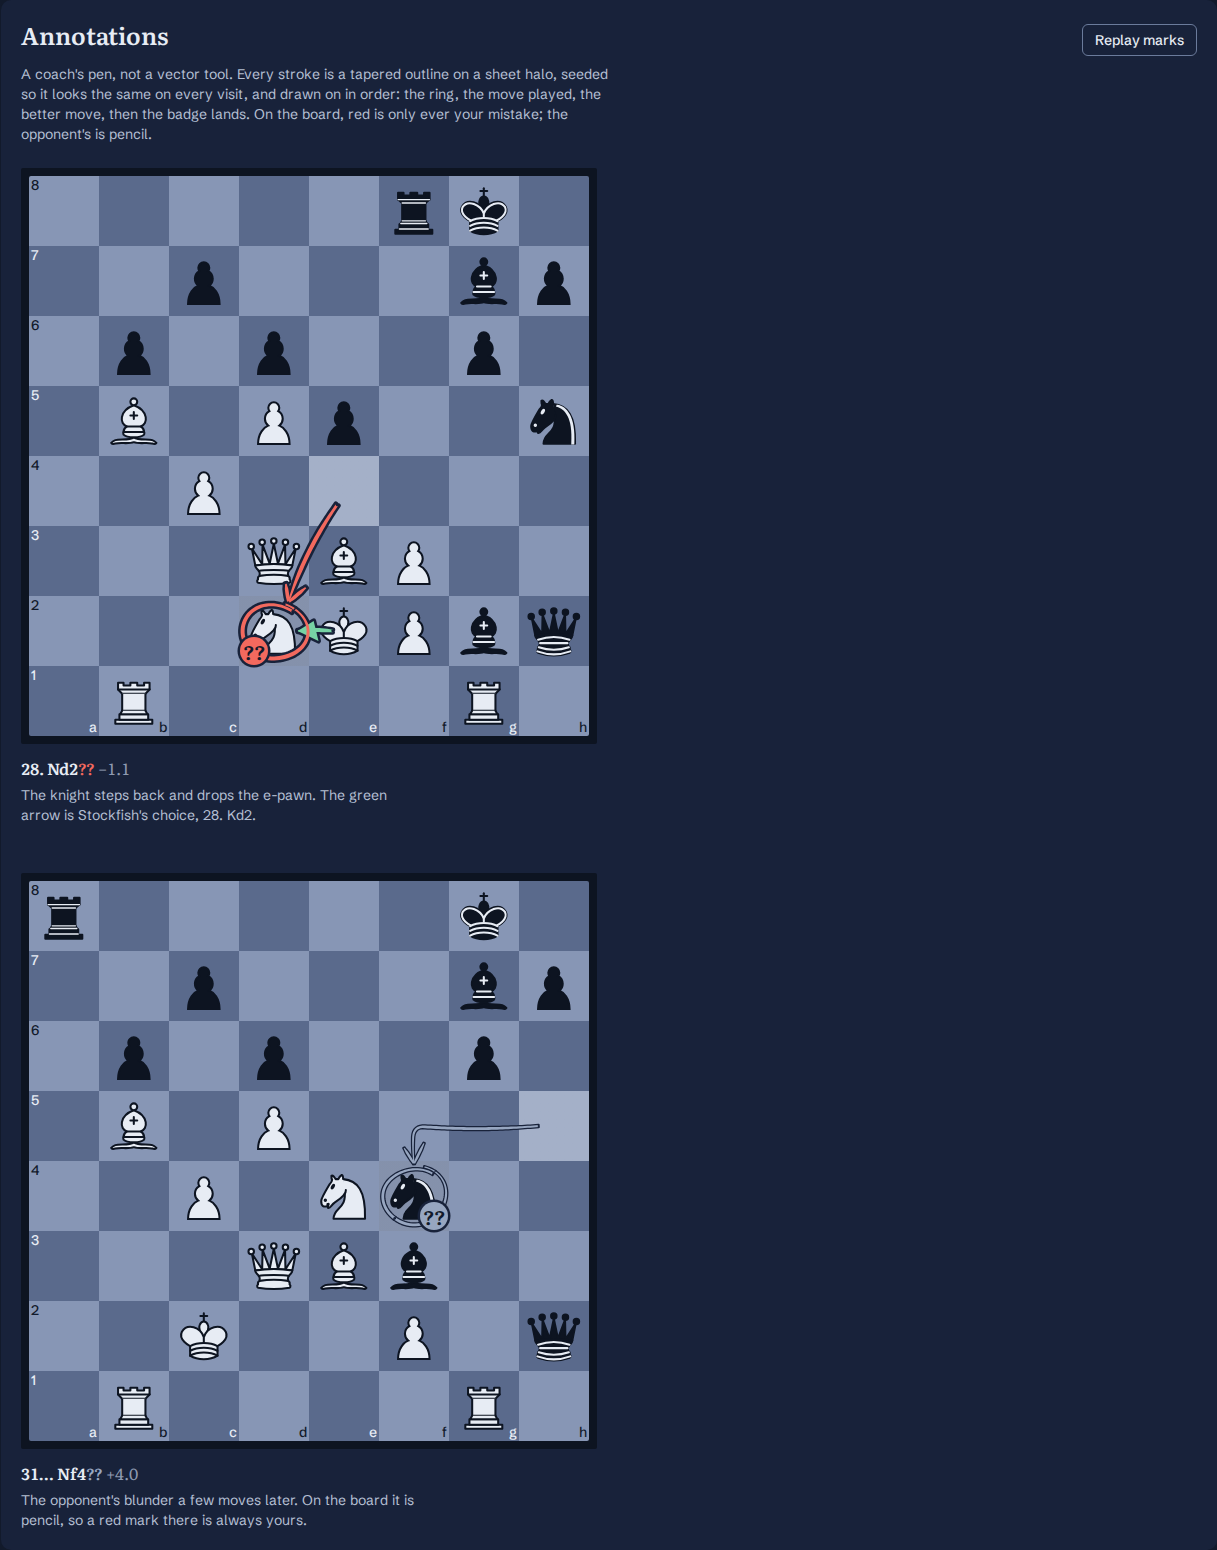 Annotations
Replay marks
A coach's pen, not a vector tool. Every stroke is a tapered outline on a sheet halo, seeded
so it looks the same on every visit, and drawn on in order: the ring, the move played, the
better move, then the badge lands. On the board, red is only ever your mistake; the
opponent's is pencil.
8
7
6
5
4
3
2
??
1
a b c d e f g h
28. Nd2?? −1.1
The knight steps back and drops the e-pawn. The green
arrow is Stockfish's choice, 28. Kd2.
8
7
6
5
4
??
3
2
1
a b c d e f g h
31... Nf4?? +4.0
The opponent's blunder a few moves later. On the board it is
pencil, so a red mark there is always yours.